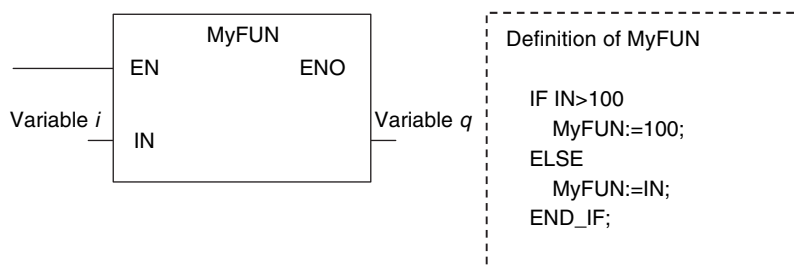 MyFUN
EN ENO
Variable i Variable q
IN
Definition of MyFUN
IF IN>100
MyFUN:=100;
ELSE
MyFUN:=IN;
END_IF;